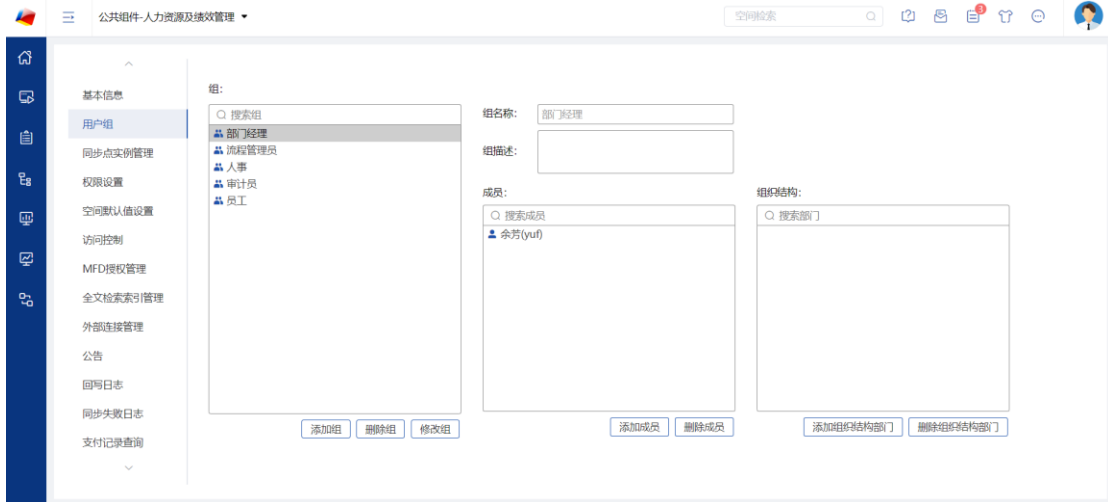 公共组件-人力资源及绩效管理
空间检索
3
基本信息
用户组
同步点实例管理
权限设置
空间默认值设置
访问控制
MFD授权管理
全文检索索引管理
外部连接管理
公告
回写日志
同步失败日志
支付记录查询
组:
搜索组
部门经理
流程管理员
人事
审计员
员工
添加组
删除组
修改组
组名称:
部门经理
组描述:
成员:
搜索成员
余芳(yuf)
添加成员
删除成员
组织结构:
搜索部门
添加组织结构部门
删除组织结构部门